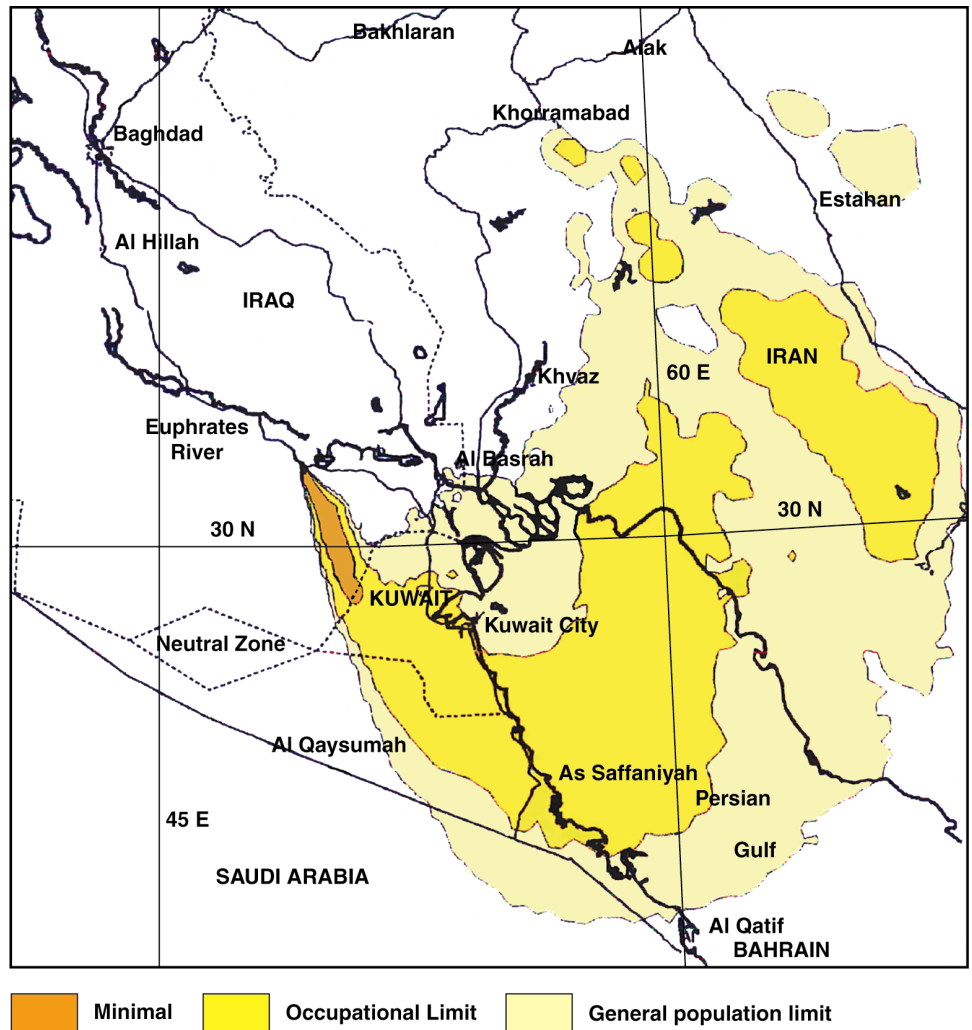 Bakhlaran
Alak
Khorramabad
Baghdad
Estahan
Al Hillah
IRAQ
IRAN
60 E
Khvaz
Euphrates
River
Al Basrah
30 N
30 N
KUWAIT
Kuwait City
Neutral Zone
Al Qaysumah
As Saffaniyah
Persian
45 E
Gulf
SAUDI ARABIA
Al Qatif
BAHRAIN
Minimal
Occupational Limit
General population limit